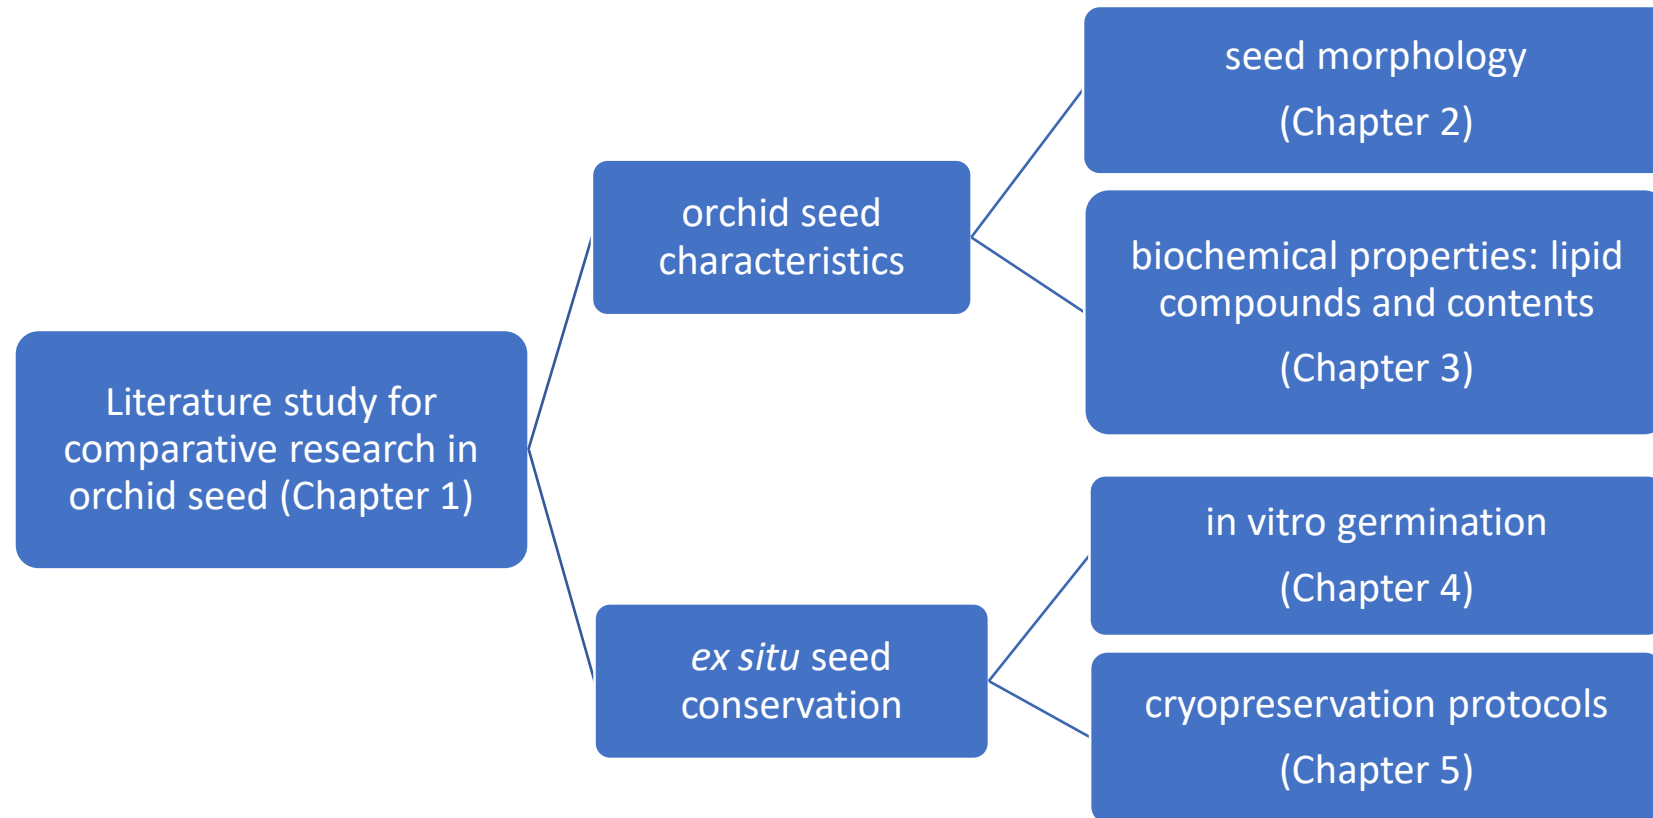 Literature study for
comparative research in
orchid seed (Chapter 1)
orchid seed
characteristics
seed morphology
(Chapter 2)
biochemical properties: lipid
compounds and contents
(Chapter 3)
ex situ seed
conservation
in vitro germination
(Chapter 4)
cryopreservation protocols
(Chapter 5)